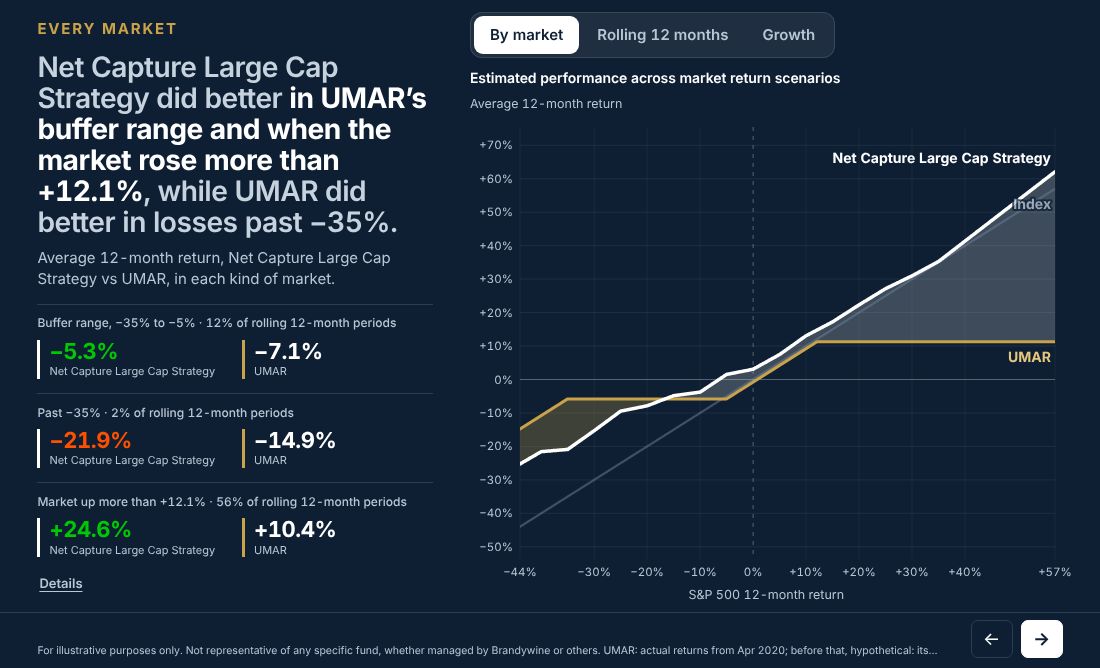 EVERY MARKET
Net Capture Large Cap
Strategy did better in UMAR’s
buffer range and when the
market rose more than
+12.1%, while UMAR did
better in losses past −35%.
Average 12-month return, Net Capture Large Cap
Strategy vs UMAR, in each kind of market.
Buffer range, −35% to −5% · 12% of rolling 12-month periods
−5.3%
Net Capture Large Cap Strategy
−7.1%
UMAR
Past −35% · 2% of rolling 12-month periods
−21.9%
Net Capture Large Cap Strategy
−14.9%
UMAR
Market up more than +12.1% · 56% of rolling 12-month periods
+24.6%
Net Capture Large Cap Strategy
+10.4%
UMAR
Details
By market
Rolling 12 months
Growth
Estimated performance across market return scenarios
Average 12-month return
+70%
+60%
+50%
+40%
+30%
+20%
+10%
0%
−10%
−20%
−30%
−40%
−50%
Net Capture Large Cap Strategy
Index
UMAR
−44%
−30%
−20%
−10%
0%
+10%
+20%
+30%
+40%
+57%
S&P 500 12-month return
For illustrative purposes only. Not representative of any specific fund, whether managed by Brandywine or others. UMAR: actual returns from Apr 2020; before that, hypothetical: its…